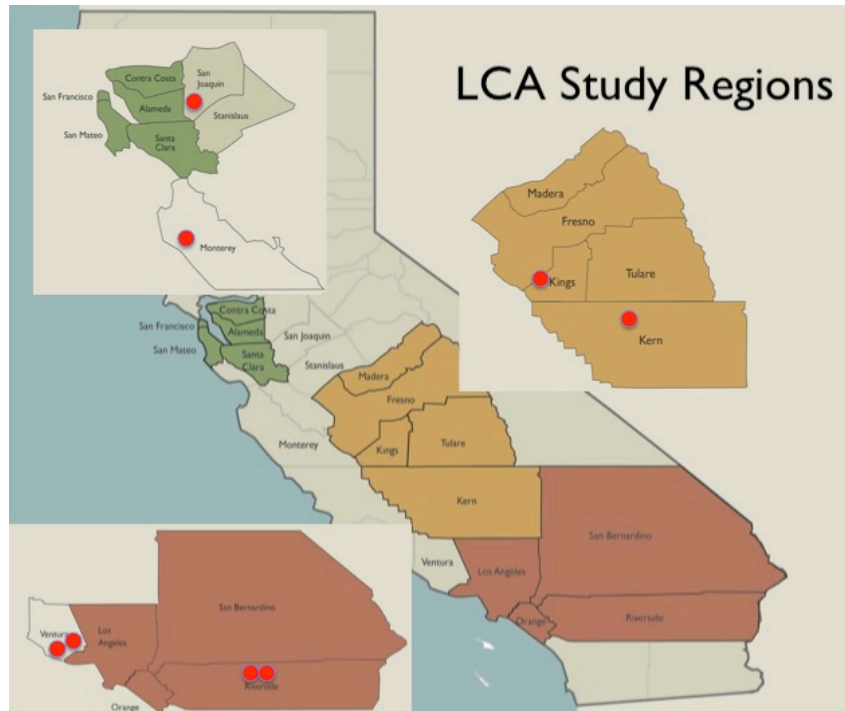 LCA Study Regions
Contra Costa
San
Joaquin
San Francisco
Alameda
Stanislaus
San Mateo
Santa
Clara
Monterey
Madera
Fresno
Kings
Tulare
Kern
Contra Costa
San Francisco
Alameda
San Joaquin
San Mateo
Santa
Clara
Stanislaus
Madera
Fresno
Monterey
Kings
Tulare
Kern
San Bernardino
Ventura
Los Angeles
Orange
Riverside
San Bernardino
Ventura
Los
Angeles
Riverside
Orange